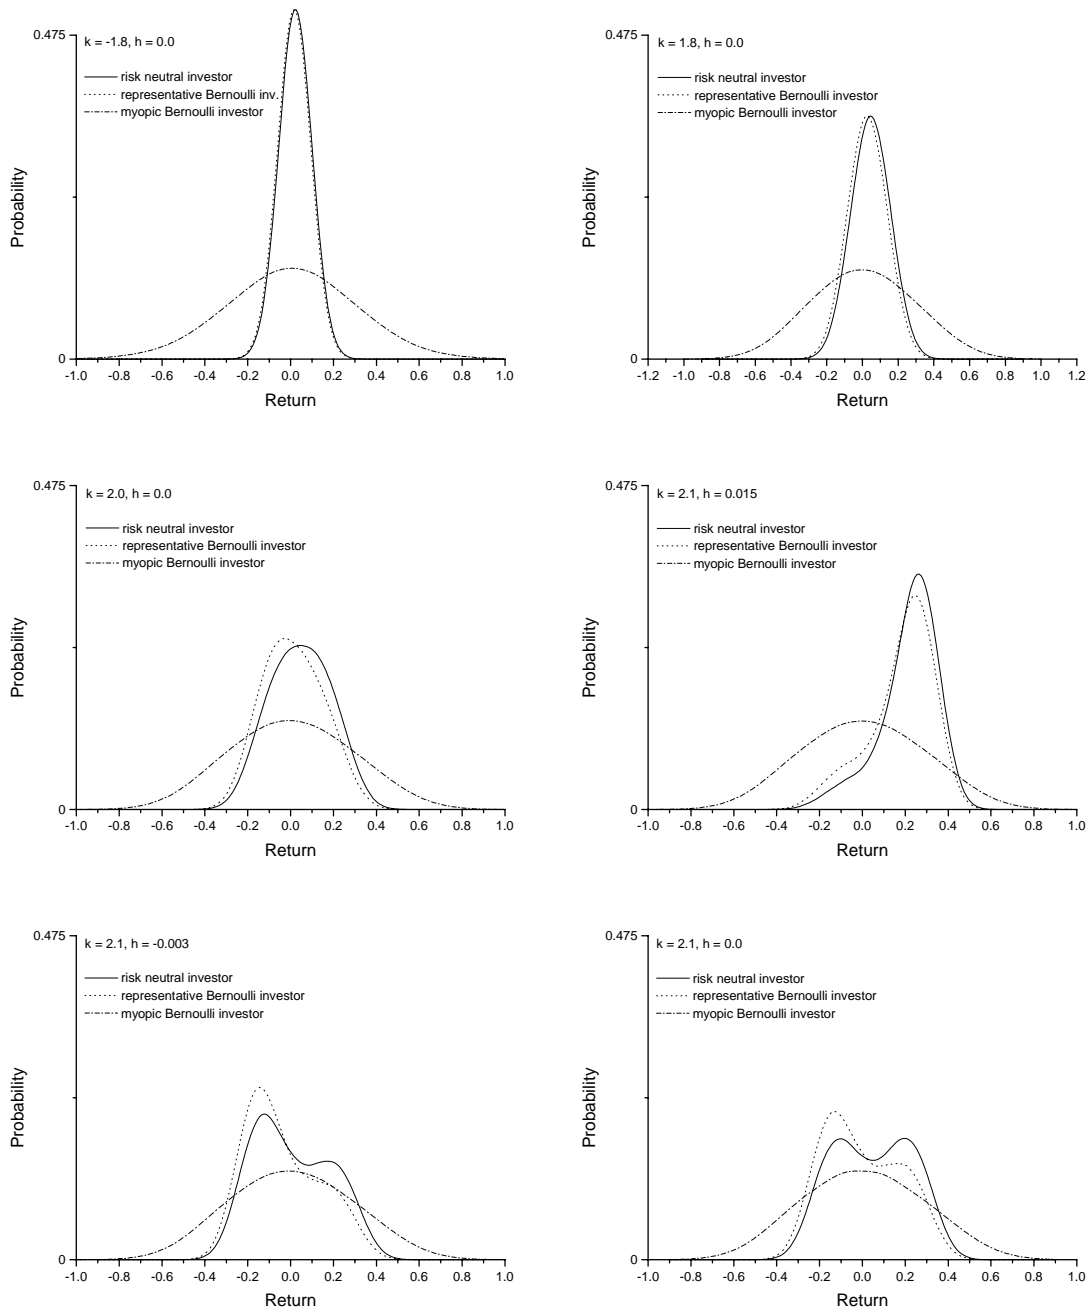 0.475
k = -1.8, h = 0.0
risk neutral investor
representative Bernoulli inv.
myopic Bernoulli investor
Probability
0
-1.0 -0.8 -0.6 -0.4 -0.2 0.0 0.2 0.4 0.6 0.8 1.0
Return
0.475
k = 1.8, h = 0.0
risk neutral investor
representative Bernoulli investor
myopic Bernoulli investor
Probability
0
-1.2 -1.0 -0.8 -0.6 -0.4 -0.2 0.0 0.2 0.4 0.6 0.8 1.0 1.2
Return
0.475
k = 2.0, h = 0.0
risk neutral investor
representative Bernoulli investor
myopic Bernoulli investor
Probability
0
-1.0 -0.8 -0.6 -0.4 -0.2 0.0 0.2 0.4 0.6 0.8 1.0
Return
0.475
k = 2.1, h = 0.015
risk neutral investor
representative Bernoulli investor
myopic Bernoulli investor
Probability
0
-1.0 -0.8 -0.6 -0.4 -0.2 0.0 0.2 0.4 0.6 0.8 1.0
Return
0.475
k = 2.1, h = -0.003
risk neutral investor
representative Bernoulli investor
myopic Bernoulli investor
Probability
0
-1.0 -0.8 -0.6 -0.4 -0.2 0.0 0.2 0.4 0.6 0.8 1.0
Return
0.475
k = 2.1, h = 0.0
risk neutral investor
representative Bernoulli investor
myopic Bernoulli investor
Probability
0
-1.0 -0.8 -0.6 -0.4 -0.2 0.0 0.2 0.4 0.6 0.8 1.0
Return